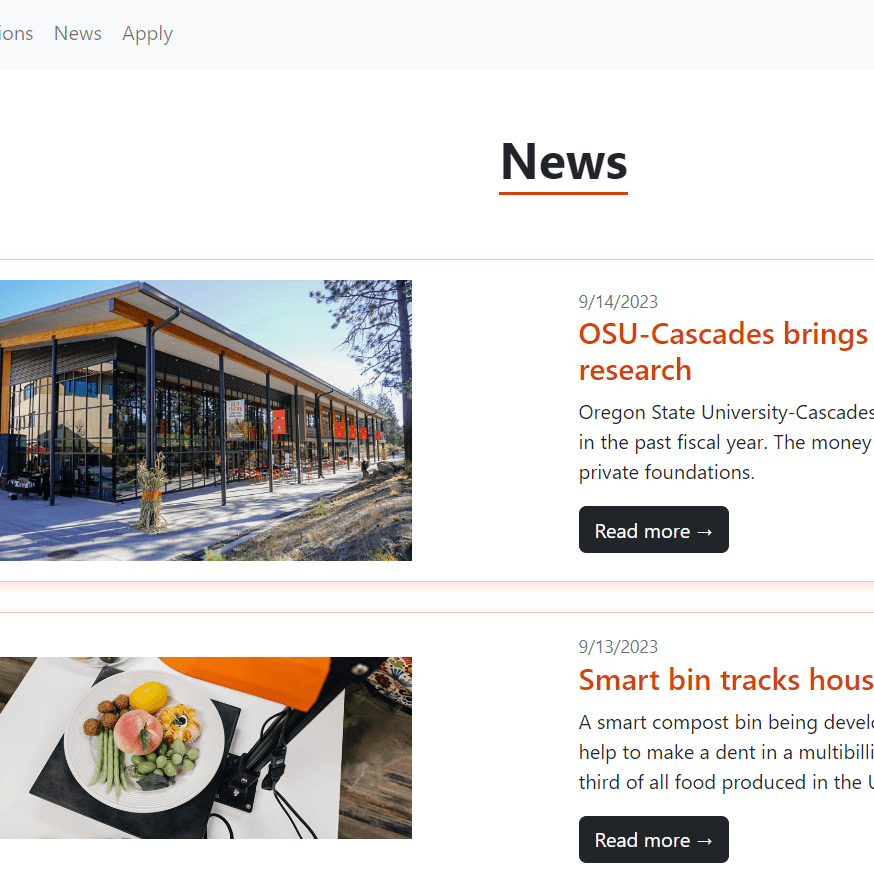 ions News Apply
News
9/14/2023
OSU-Cascades brings
research
Oregon State University-Cascades
in the past fiscal year. The money
private foundations.
Read more →
9/13/2023
Smart bin tracks hous
A smart compost bin being develo
help to make a dent in a multibilli
third of all food produced in the U
Read more →